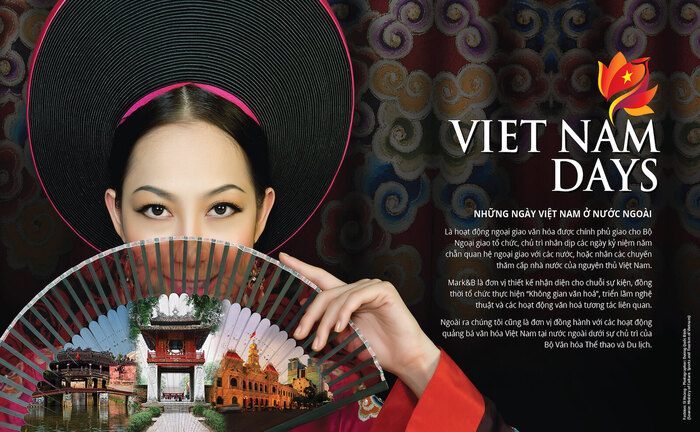 VIET NAM
DAYS
NHỮNG NGÀY VIỆT NAM Ở NƯỚC NGOÀI
Là hoạt động ngoại giao văn hóa được chính phủ giao cho Bộ
Ngoại giao tổ chức, chủ trì nhân dịp các ngày kỷ niệm năm
chẵn quan hệ ngoại giao với các nước, hoặc nhân các chuyến
thăm cấp nhà nước của nguyên thủ Việt Nam.
Mark&B là đơn vị thiết kế nhận diện cho chuỗi sự kiện, đồng
thời tổ chức thực hiện “Không gian văn hoá”, triển lãm nghệ
thuật và các hoạt động văn hoá tương tác liên quan.
Ngoài ra chúng tôi cũng là đơn vị đồng hành với các hoạt động
quảng bá văn hóa Việt Nam tại nước ngoài dưới sự chủ trì của
Bộ Văn hóa Thể thao và Du lịch.